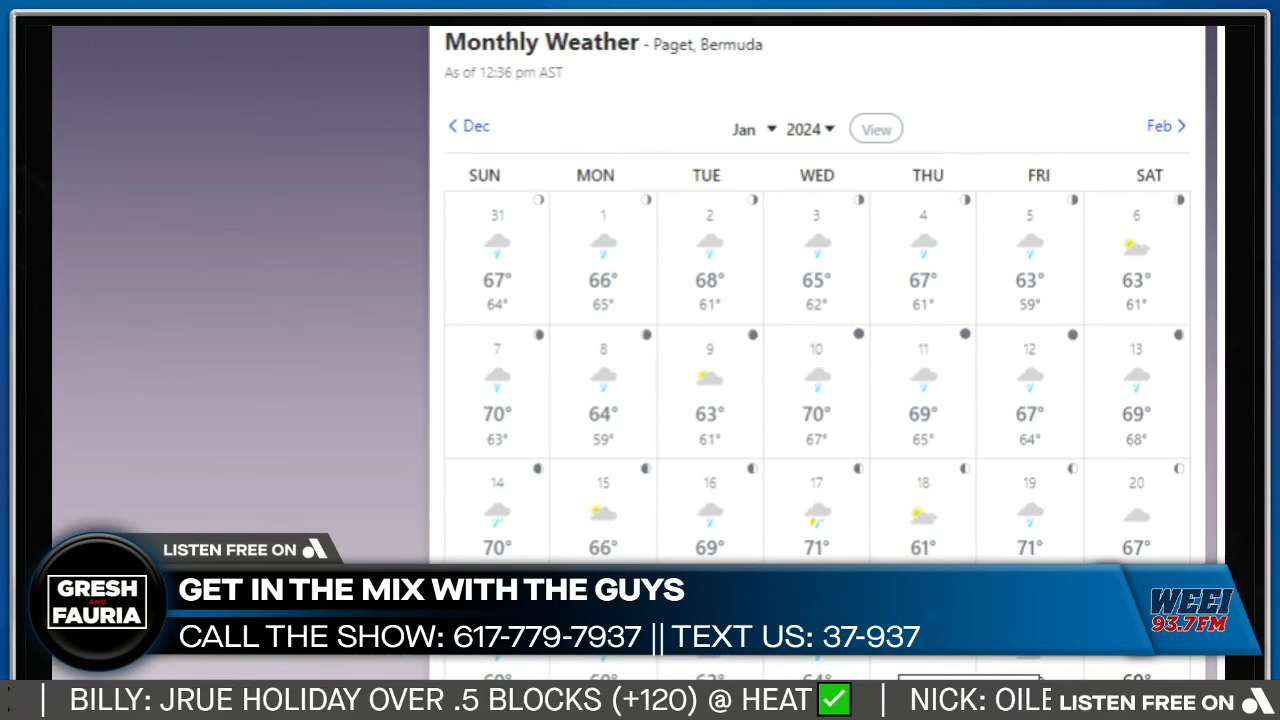 Monthly Weather - Paget, Bermuda
As of 12:36 pm AST
< Dec
Jan 2024 View
Feb >
SUN MON TUE WED THU FRI SAT
31 1 2 3 4 5 6
67° 66° 68° 65° 67° 63° 63°
64° 65° 61° 62° 61° 59° 61°
7 8 9 10 11 12 13
70° 64° 63° 70° 69° 67° 69°
63° 59° 61° 67° 65° 64° 68°
14 15 16 17 18 19 20
70° 66° 69° 71° 61° 71° 67°
LISTEN FREE ON
GRESH
AND
FAURIA
GET IN THE MIX WITH THE GUYS
CALL THE SHOW: 617-779-7937 || TEXT US: 37-937
WEEI
93.7FM
| BILLY: JRUE HOLIDAY OVER .5 BLOCKS (+120) @ HEAT ✅ | NICK: OILE
LISTEN FREE ON